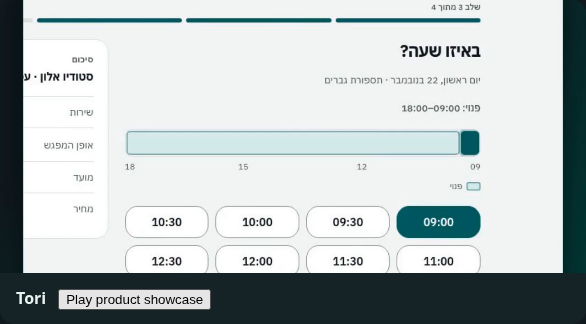 שלב 3 מתוך 4
באיזו שעה?
יום ראשון, 22 בנובמבר · תספורת גברים
פנוי: 09:00–18:00
09 12 15 18
פנוי
09:00 09:30 10:00 10:30
11:00 11:30 12:00 12:30
סיכום
סטודיו אלון ·
שירות
אופן המפגש
מועד
מחיר
Tori Play product showcase